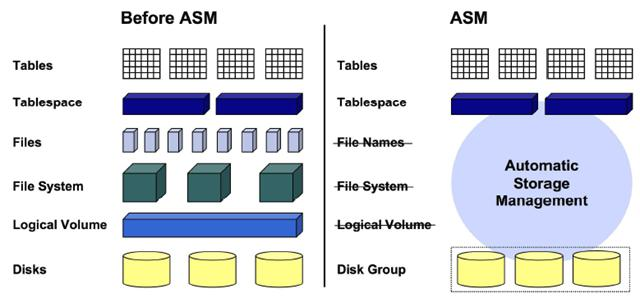 Before ASM
ASM
Tables
Tables
Tablespace
Tablespace
Files
File Names
File System
File System
Automatic
Storage
Management
Logical Volume
Logical Volume
Disks
Disk Group